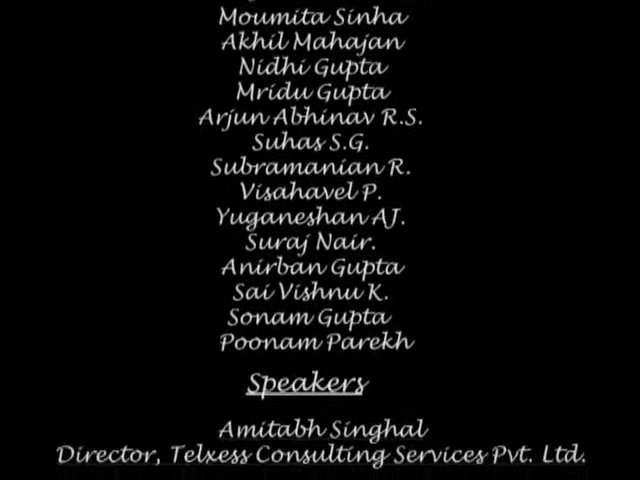 Moumita Sinha
Akhil Mahajan
Nidhi Gupta
Mridu Gupta
Arjun Abhinav R.S.
Suhas S.G.
Subramanian R.
Visahavel P.
Yuganeshan AJ.
Suraj Nair.
Anirban Gupta
Sai Vishnu K.
Sonam Gupta
Poonam Parekh
Speakers
Amitabh Singhal
Director, Telxess Consulting Services Pvt. Ltd.